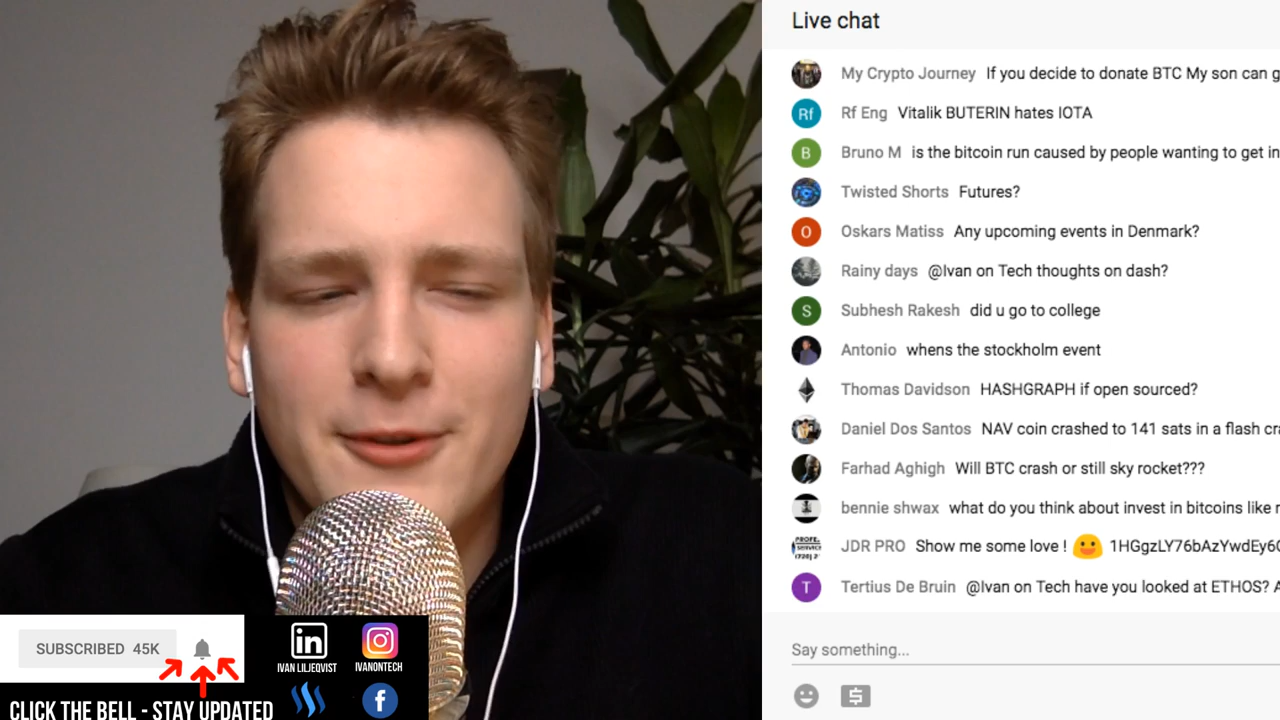 Live chat
My Crypto Journey If you decide to donate BTC My son can g
Rf
Rf Eng Vitalik BUTERIN hates IOTA
B
Bruno M is the bitcoin run caused by people wanting to get in
Twisted Shorts Futures?
O
Oskars Matiss Any upcoming events in Denmark?
Rainy days @Ivan on Tech thoughts on dash?
S
Subhesh Rakesh did u go to college
Antonio whens the stockholm event
Thomas Davidson HASHGRAPH if open sourced?
Daniel Dos Santos NAV coin crashed to 141 sats in a flash cra
Farhad Aghigh Will BTC crash or still sky rocket???
bennie shwax what do you think about invest in bitcoins like
JDR PRO Show me some love ! 😛 1HGgzLY76bAzYwdEy6
T
Tertius De Bruin @Ivan on Tech have you looked at ETHOS? A
Say something...
SUBSCRIBED 45K
CLICK THE BELL - STAY UPDATED
in
IVAN LILJEQVIST
IVANONTECH
f